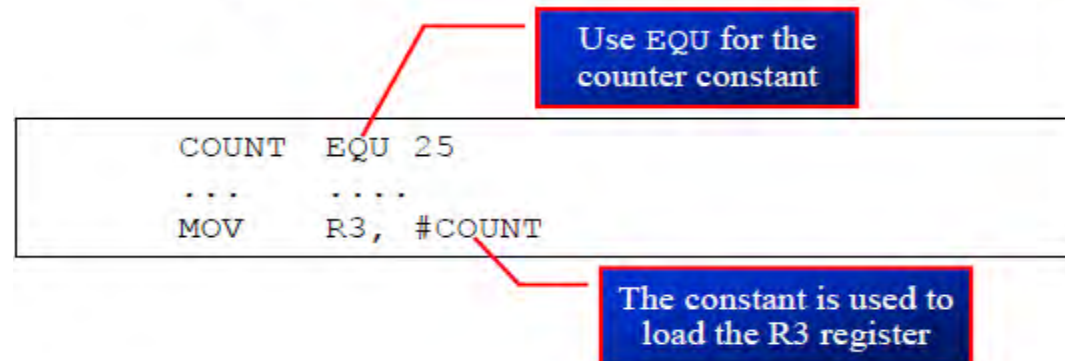 Use EQU for the
counter constant
COUNT EQU 25
... ....
MOV R3, #COUNT
The constant is used to
load the R3 register